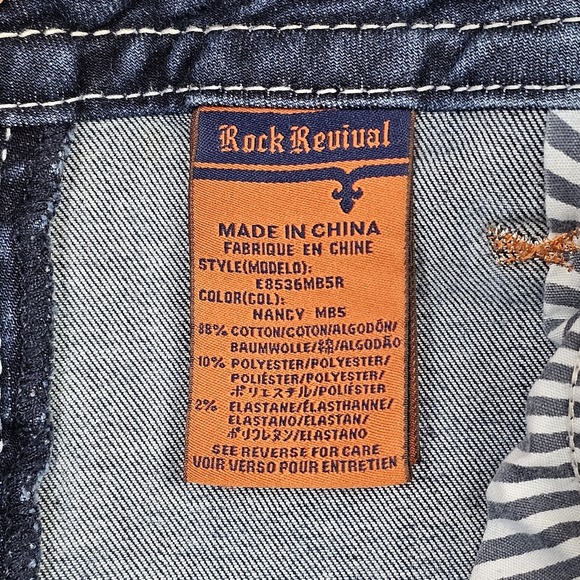 Rock Revival
MADE IN CHINA
FABRIQUE EN CHINE
STYLE(MODELO):
E8536MB5R
COLOR(COL):
NANCY MB5
88% COTTON/COTON/ALGODÓN/
BAUMWOLLE/綿/ALGODÃO
10% POLYESTER/POLYESTER/
POLIÉSTER/POLYESTER/
ポリエステル/POLIÉSTER
2% ELASTANE/ÉLASTHANNE/
ELASTANO/ELASTAN/
ポリウレタン/ELASTANO
SEE REVERSE FOR CARE
VOIR VERSO POUR ENTRETIEN